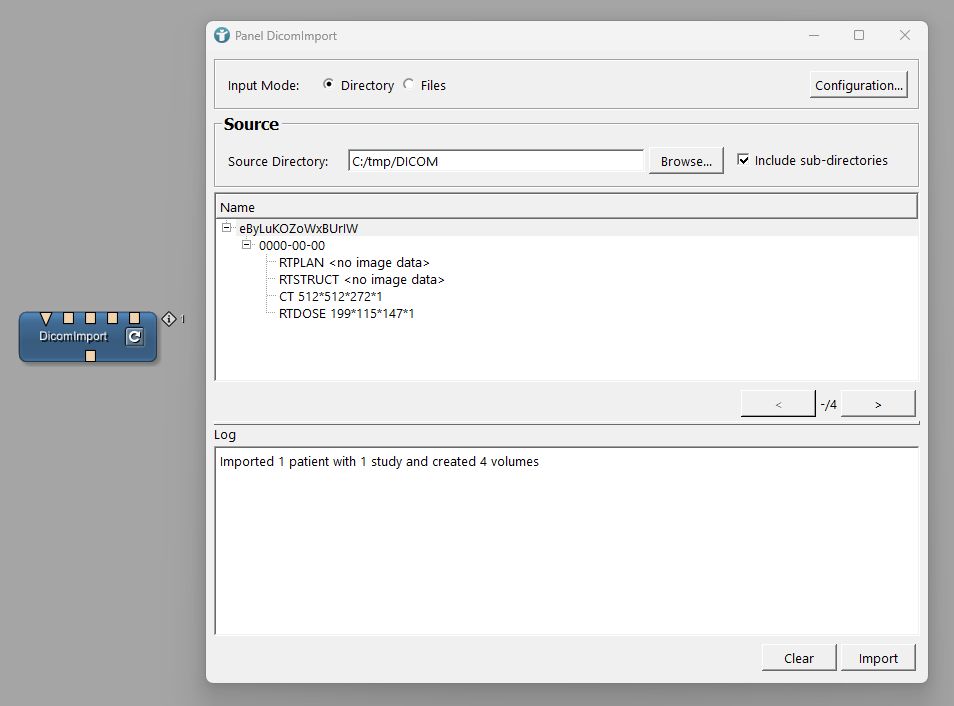 Panel DicomImport
Input Mode: Directory Files Configuration...
Source
Source Directory: C:/tmp/DICOM Browse... Include sub-directories
Name
eByLuKOZoWxBUrIW
0000-00-00
RTPLAN <no image data>
RTSTRUCT <no image data>
CT 512*512*272*1
DicomImport
1
RTDOSE 199*115*147*1
< -/4 >
Log
Imported 1 patient with 1 study and created 4 volumes
Clear Import